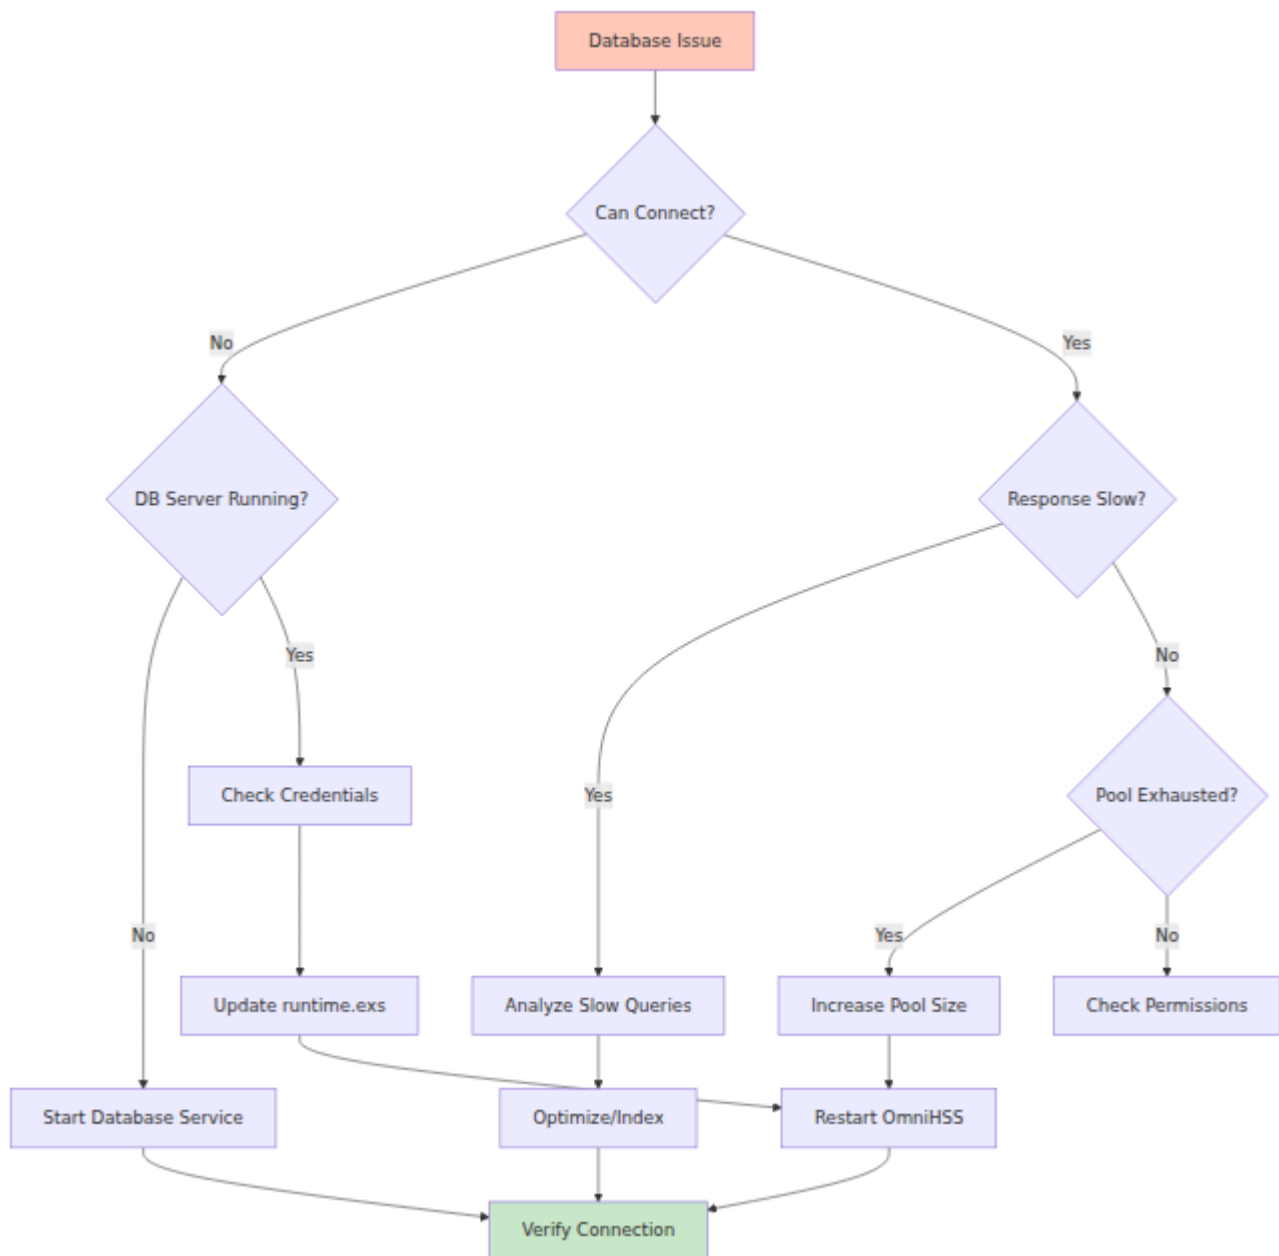 Database Issue
Can Connect?
No
Yes
DB Server Running?
Response Slow?
Yes
No
Check Credentials
Yes
Pool Exhausted?
No
Yes
No
Update runtime.exs
Analyze Slow Queries
Increase Pool Size
Check Permissions
Start Database Service
Optimize/Index
Restart OmniHSS
Verify Connection